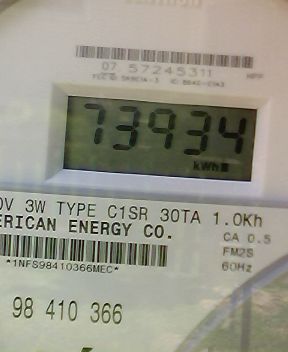 07 57245311
73934
kWh
V 3W TYPE C1SR 30TA 1.0Kh
ERICAN ENERGY CO.
CA 0.5
FM2S
60Hz
*1NFS98410366MEC*
98 410 366